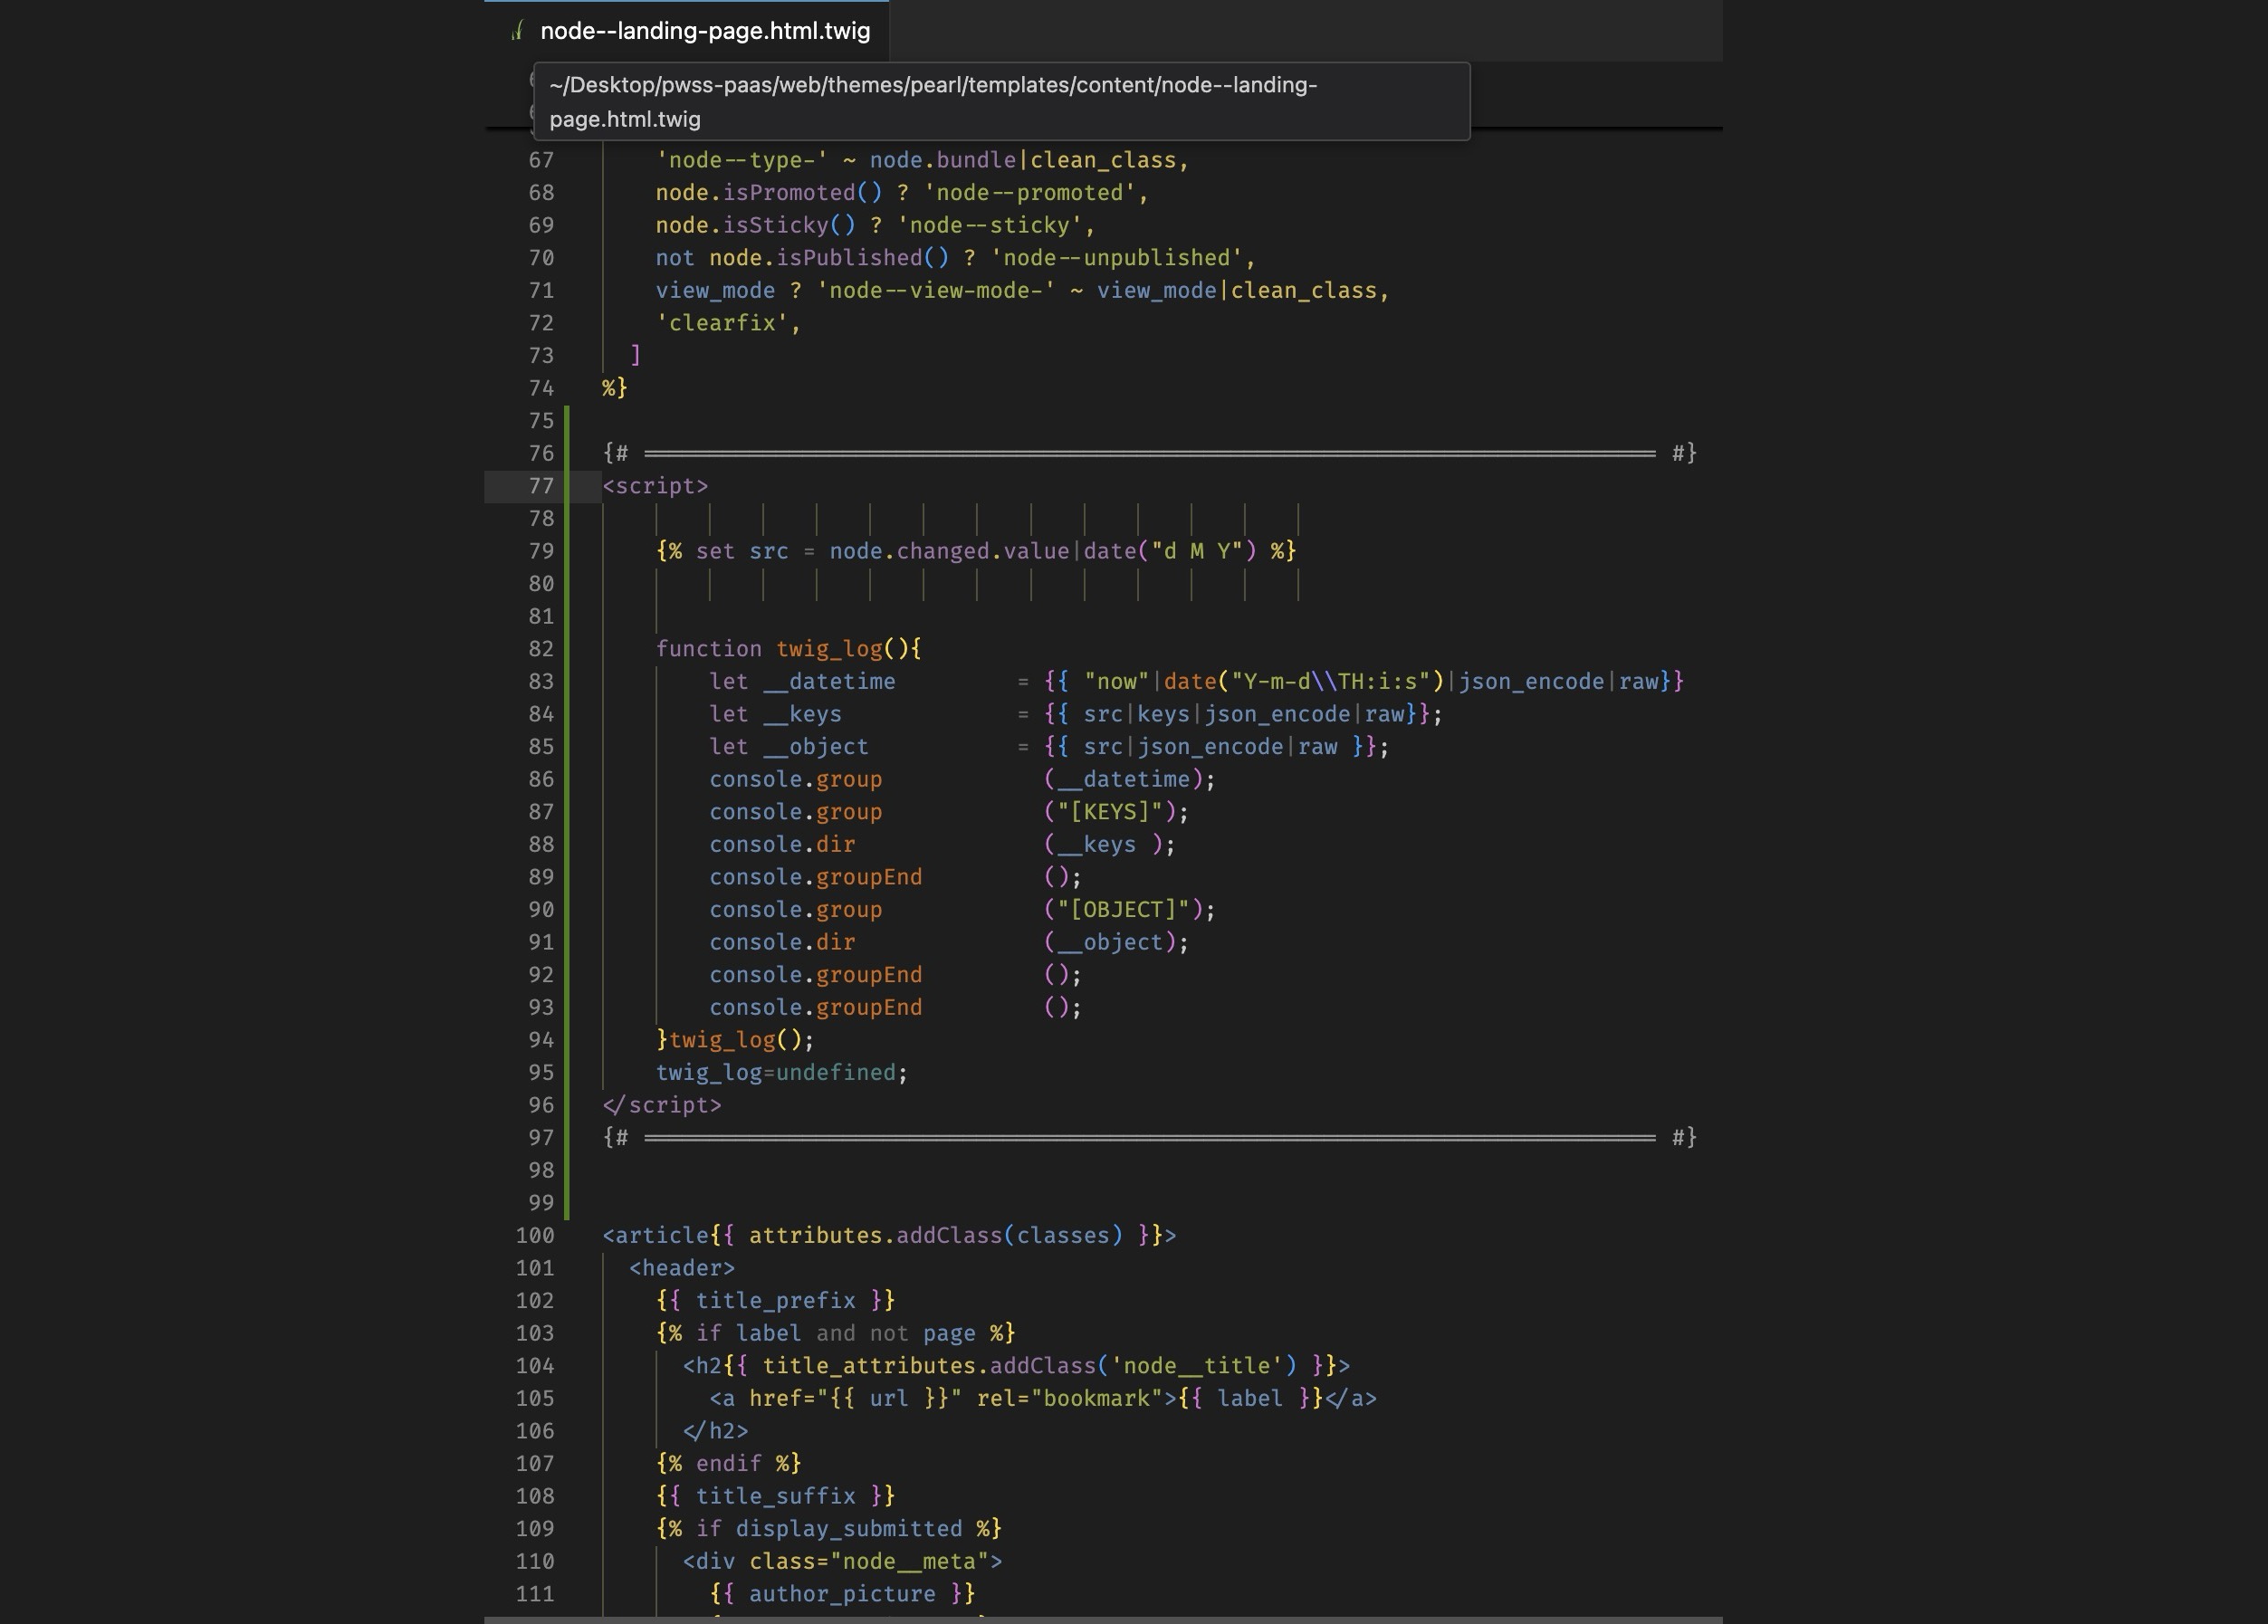 node--landing-page.html.twig
~/Desktop/pwss-paas/web/themes/pearl/templates/content/node--landing-
page.html.twig
67 'node--type-' ~ node.bundle|clean_class,
68 node.isPromoted() ? 'node--promoted',
69 node.isSticky() ? 'node--sticky',
70 not node.isPublished() ? 'node--unpublished',
71 view_mode ? 'node--view-mode-' ~ view_mode|clean_class,
72 'clearfix',
73 ]
74 %}
75
76 {# ============================================================================ #}
77 <script>
78
79 {% set src = node.changed.value|date("d M Y") %}
80
81
82 function twig_log(){
83 let __datetime = {{ "now"|date("Y-m-d\\TH:i:s")|json_encode|raw}}
84 let __keys = {{ src|keys|json_encode|raw}};
85 let __object = {{ src|json_encode|raw }};
86 console.group (__datetime);
87 console.group ("[KEYS]");
88 console.dir (__keys );
89 console.groupEnd ();
90 console.group ("[OBJECT]");
91 console.dir (__object);
92 console.groupEnd ();
93 console.groupEnd ();
94 }twig_log();
95 twig_log=undefined;
96 </script>
97 {# ============================================================================ #}
98
99
100 <article{{ attributes.addClass(classes) }}>
101 <header>
102 {{ title_prefix }}
103 {% if label and not page %}
104 <h2{{ title_attributes.addClass('node__title') }}>
105 <a href="{{ url }}" rel="bookmark">{{ label }}</a>
106 </h2>
107 {% endif %}
108 {{ title_suffix }}
109 {% if display_submitted %}
110 <div class="node__meta">
111 {{ author_picture }}